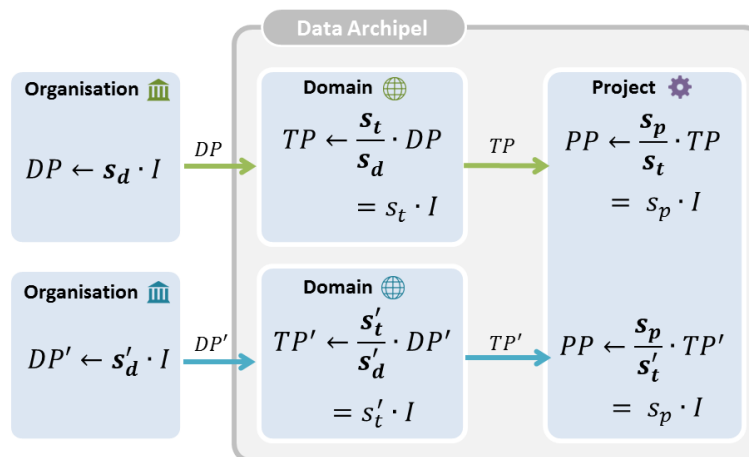 Data Archipel
Organisation
DP ← s_d · I
DP
Domain
TP ← s_t/s_d · DP
= s_t · I
TP
Project
PP ← s_p/s_t · TP
= s_p · I
Organisation
DP′ ← s′_d · I
DP′
Domain
TP′ ← s′_t/s′_d · DP′
= s′_t · I
TP′
PP ← s_p/s′_t · TP′
= s_p · I